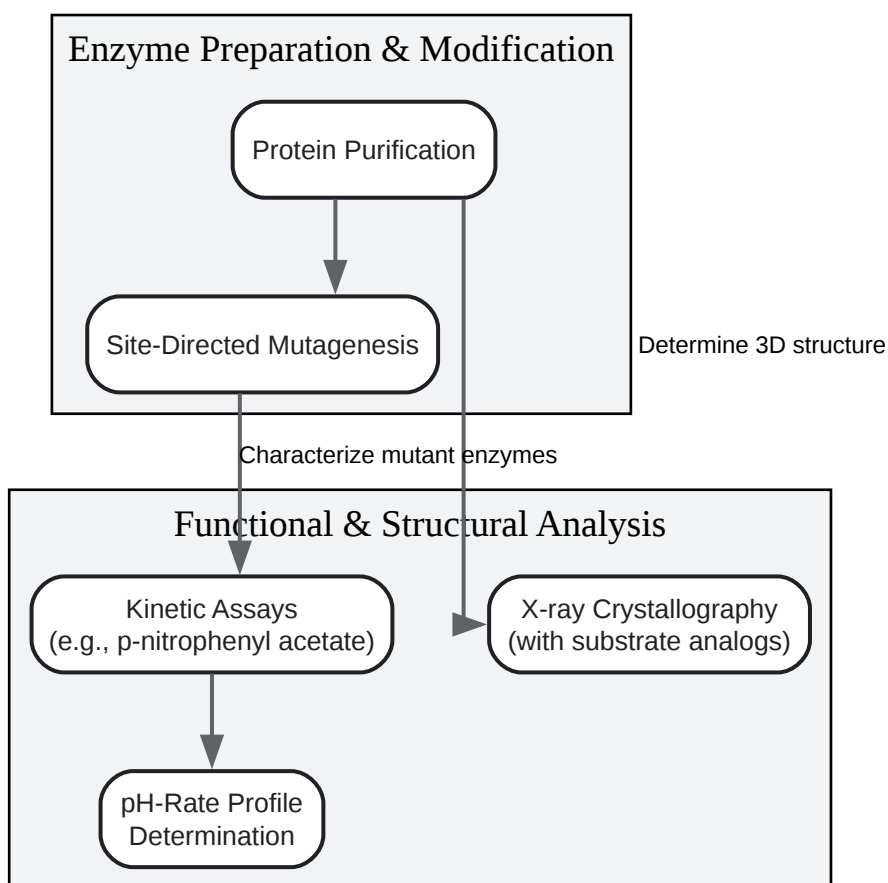 Enzyme Preparation & Modification
Protein Purification
Site-Directed Mutagenesis
Determine 3D structure
Characterize mutant enzymes
Functional & Structural Analysis
Kinetic Assays
(e.g., p-nitrophenyl acetate)
X-ray Crystallography
(with substrate analogs)
pH-Rate Profile
Determination